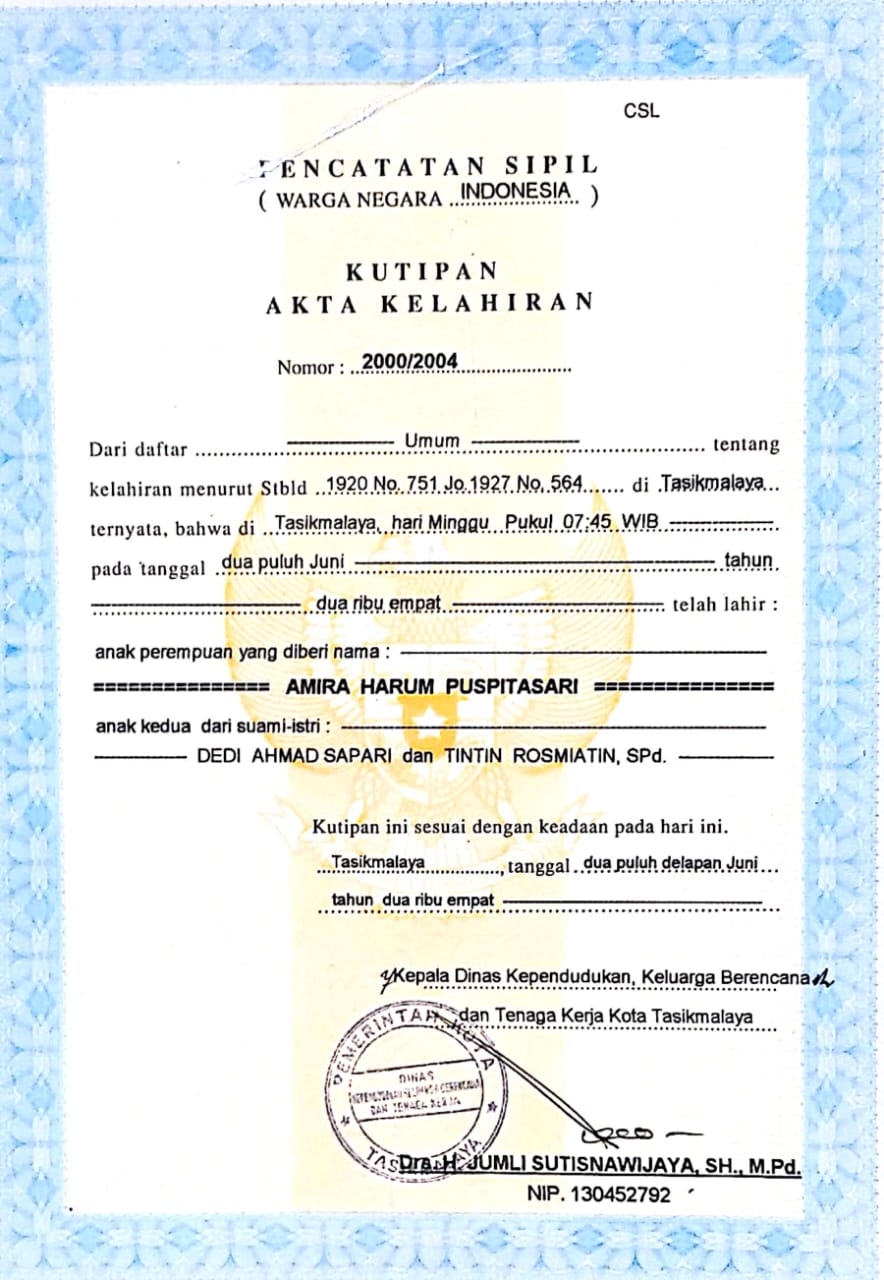 CSL
PENCATATAN SIPIL
( WARGA NEGARA ..INDONESIA.. )
KUTIPAN
AKTA KELAHIRAN
Nomor : ..2000/2004......................
Dari daftar .................. Umum .................. tentang
kelahiran menurut Stbld ..1920 No. 751 Jo 1927 No. 564....... di .Tasikmalaya...
ternyata, bahwa di ..Tasikmalaya, hari Minggu Pukul 07:45 WIB
pada tanggal ..dua puluh Juni tahun
dua ribu empat telah lahir :
anak perempuan yang diberi nama :
=============== AMIRA HARUM PUSPITASARI ===============
anak kedua dari suami-istri :
DEDI AHMAD SAPARI dan TINTIN ROSMIATIN, SPd.
Kutipan ini sesuai dengan keadaan pada hari ini.
...Tasikmalaya..............., tanggal ..dua puluh delapan Juni...
tahun dua ribu empat
Kepala Dinas Kependudukan, Keluarga Berencana
dan Tenaga Kerja Kota Tasikmalaya
PEMERINTAH KOTA
DINAS
KEPENDUDUKAN KELUARGA BERENCANA
DAN TENAGA KERJA
TASIKMALAYA
Drs. H. JUMLI SUTISNAWIJAYA, SH., M.Pd.
NIP. 130452792